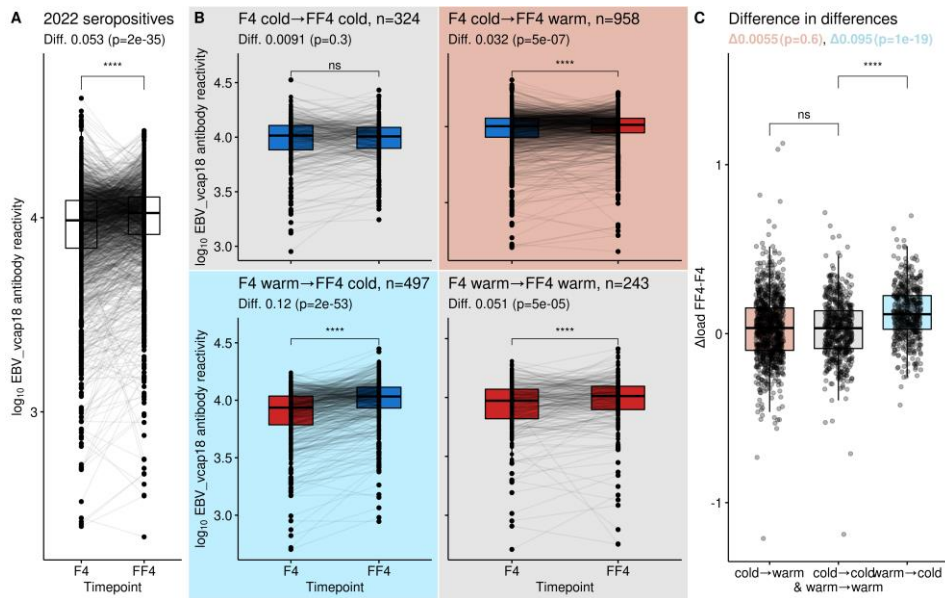 A
2022 seropositives
Diff. 0.053 (p=2e-35)
****
log₁₀ EBV_vcap18 antibody reactivity
4
3
F4
FF4
Timepoint
B
F4 cold→FF4 cold, n=324
Diff. 0.0091 (p=0.3)
ns
log₁₀ EBV_vcap18 antibody reactivity
4.5
4.0
3.5
3.0
F4 cold→FF4 warm, n=958
Diff. 0.032 (p=5e-07)
****
F4 warm→FF4 cold, n=497
Diff. 0.12 (p=2e-53)
****
log₁₀ EBV_vcap18 antibody reactivity
4.5
4.0
3.5
3.0
F4
FF4
Timepoint
F4 warm→FF4 warm, n=243
Diff. 0.051 (p=5e-05)
****
F4
FF4
Timepoint
C
Difference in differences
Δ0.0055(p=0.6), Δ0.095(p=1e-19)
****
ns
Δload FF4-F4
1
0
-1
cold→warm
cold→cold
& warm→warm
warm→cold